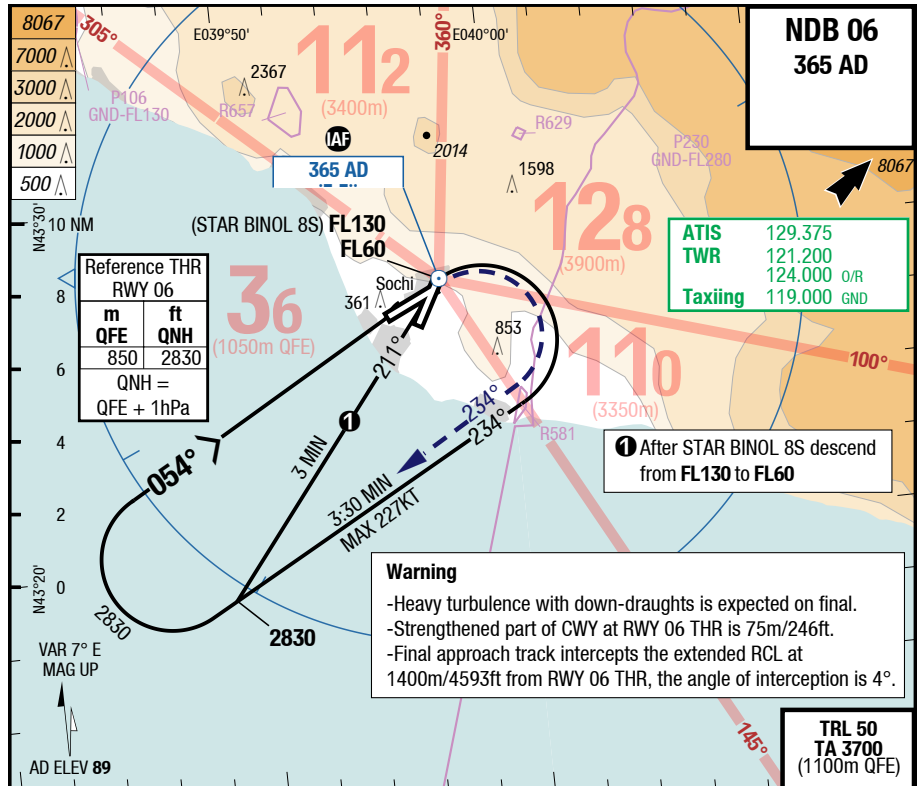 8067
7000
3000
2000
1000
500
305°
E039°50'
360°
E040°00'
NDB 06
365 AD
2367
112
(3400m)
P106
GND-FL130
R657
IAF
2014
R629
P230
GND-FL280
8067
365 AD
1598
N43°30'
10 NM
(STAR BINOL 8S) FL130
FL60
128
(3900m)
ATIS 129.375
TWR 121.200
124.000 O/R
Taxiing 119.000 GND
Reference THR
RWY 06
m ft
QFE QNH
850 2830
QNH =
QFE + 1hPa
8
Sochi
361
36
(1050m QFE)
853
211°
110
(3350m)
100°
6
234°
234°
R581
4
1
3 MIN
054°
3:30 MIN
MAX 227KT
1 After STAR BINOL 8S descend
from FL130 to FL60
2
0
N43°20'
2830
2830
Warning
-Heavy turbulence with down-draughts is expected on final.
-Strengthened part of CWY at RWY 06 THR is 75m/246ft.
-Final approach track intercepts the extended RCL at
1400m/4593ft from RWY 06 THR, the angle of interception is 4°.
VAR 7° E
MAG UP
AD ELEV 89
145°
TRL 50
TA 3700
(1100m QFE)